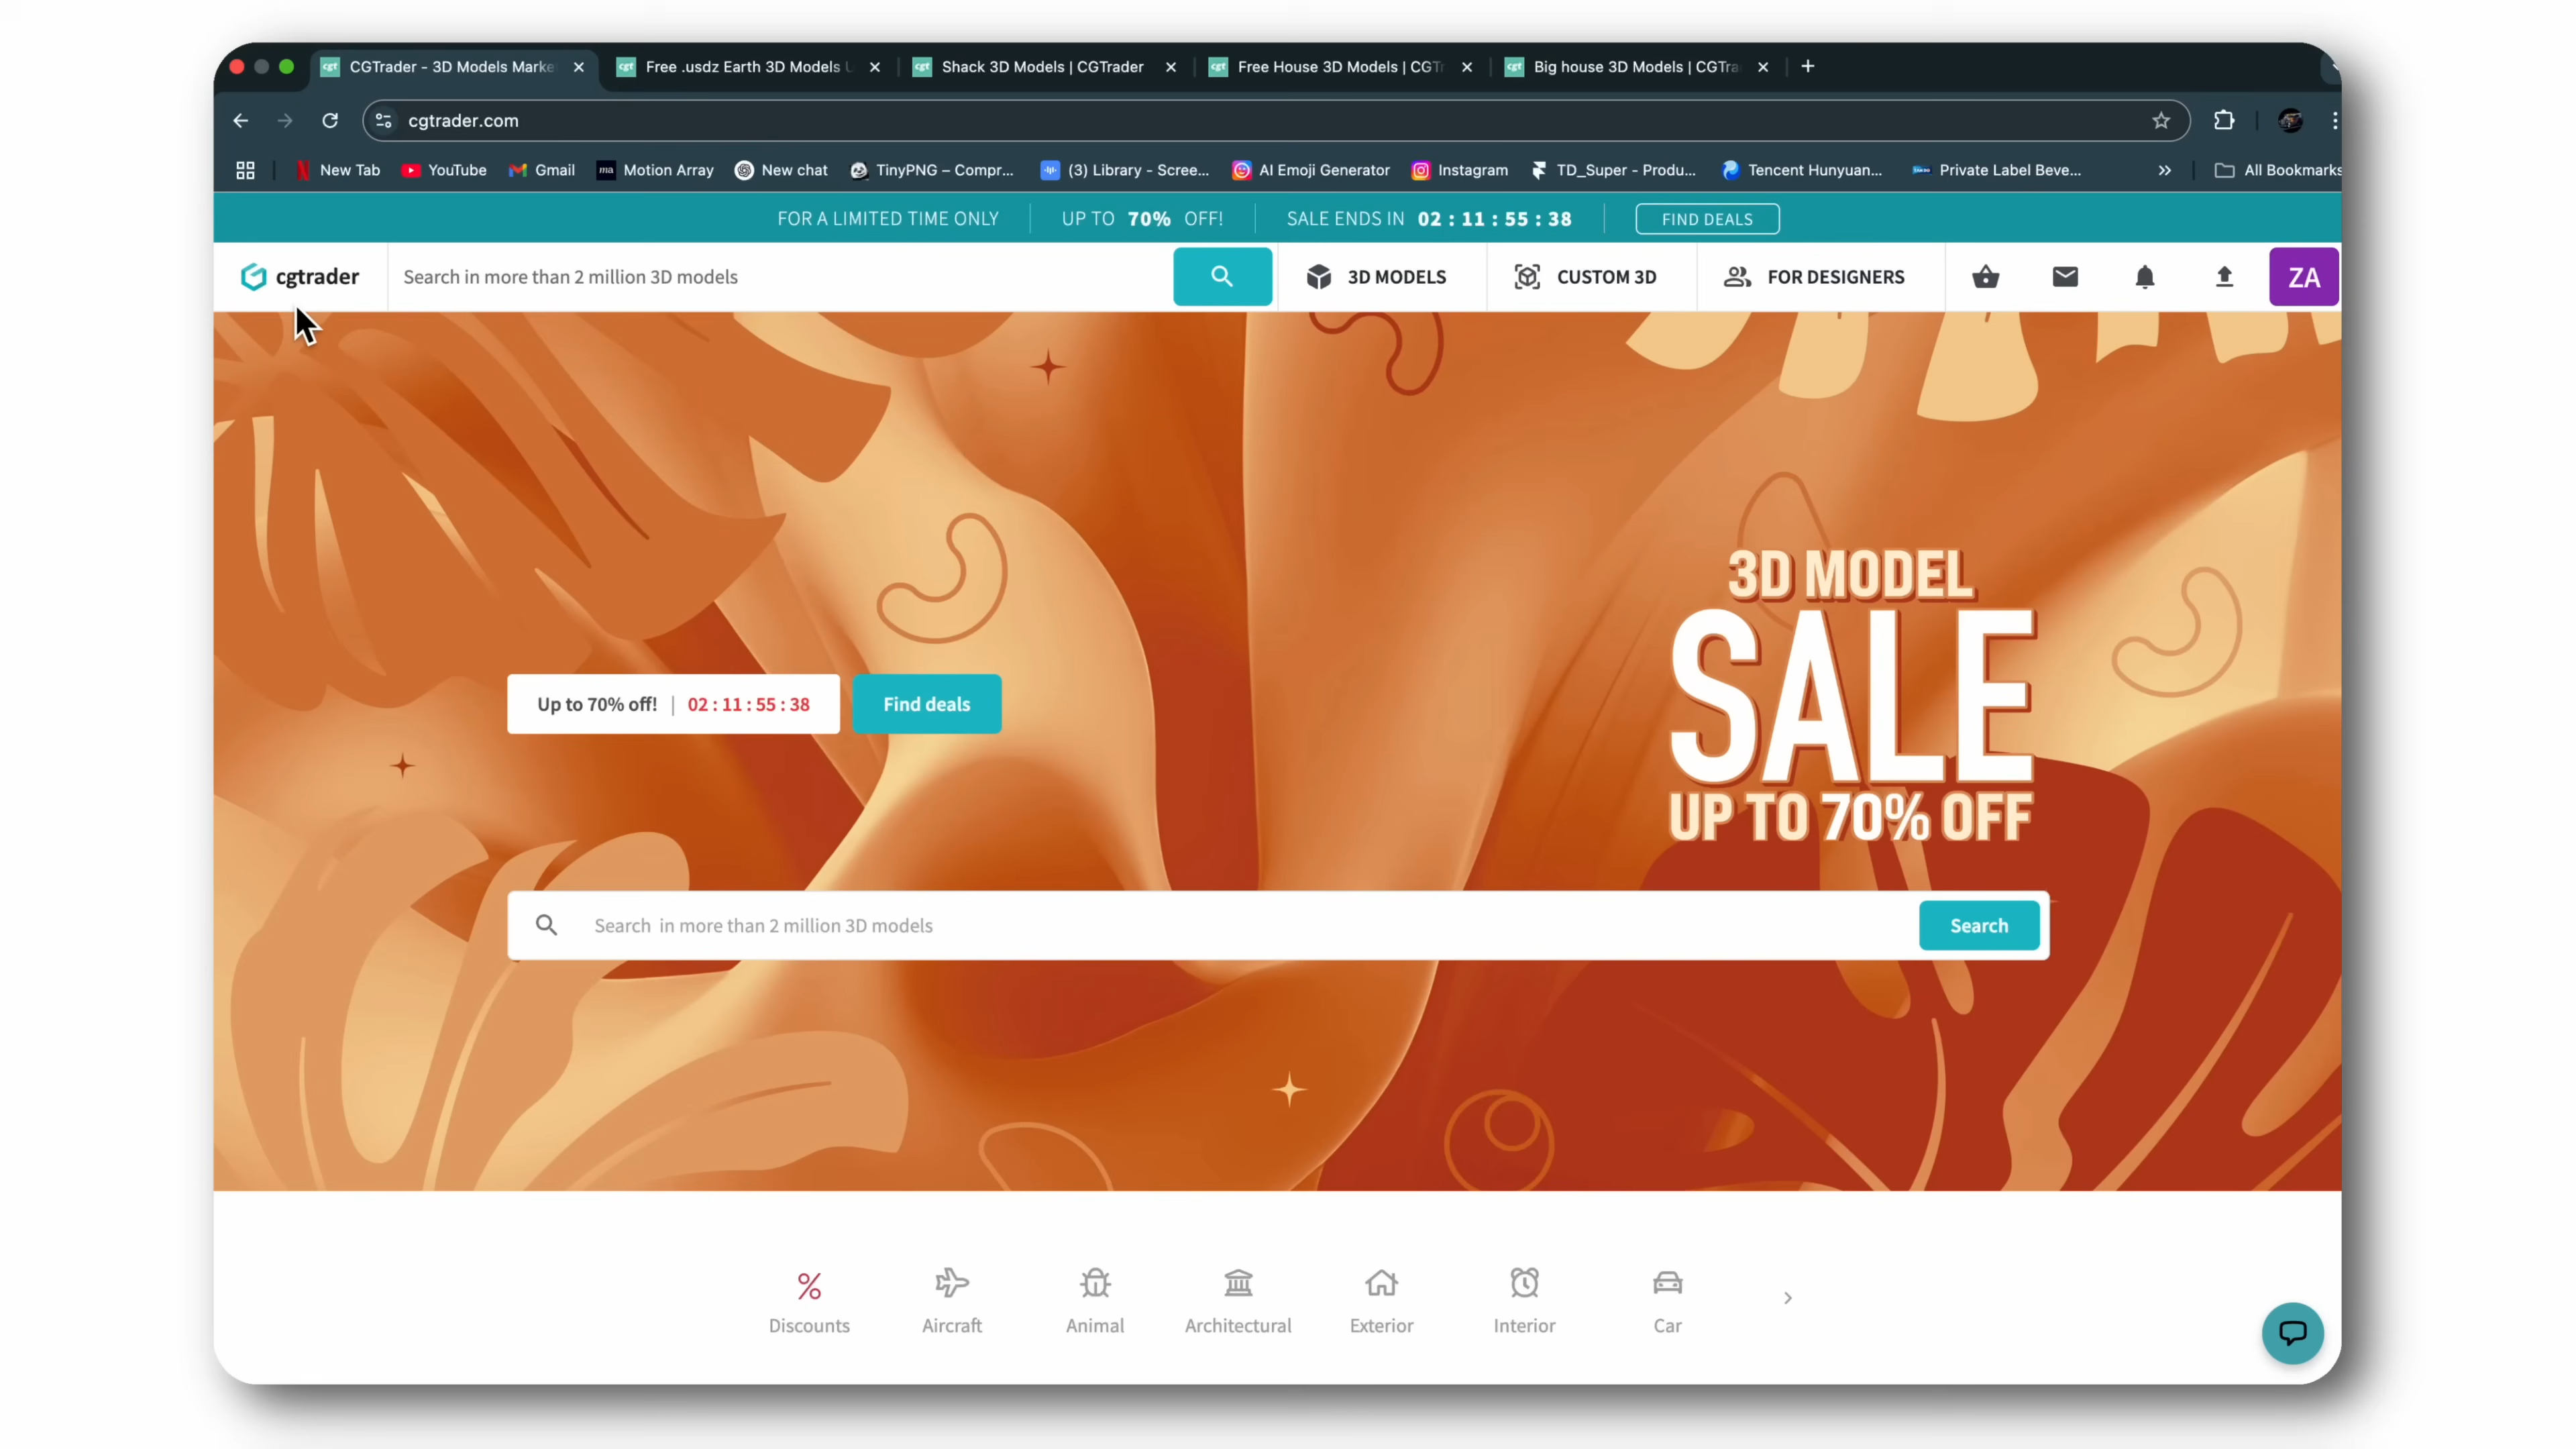 cgt CGTrader - 3D Models Marke
cgt Free .usdz Earth 3D Models
cgt Shack 3D Models | CGTrader
cgt Free House 3D Models | CGTr
cgt Big house 3D Models | CGTra
cgtrader.com
New Tab YouTube Gmail ma Motion Array New chat TinyPNG – Compr... (3) Library - Scree... AI Emoji Generator Instagram TD_Super - Produ... Tencent Hunyuan... Private Label Beve... All Bookmarks
FOR A LIMITED TIME ONLY UP TO 70% OFF! SALE ENDS IN 02 : 11 : 55 : 38 FIND DEALS
cgtrader Search in more than 2 million 3D models 3D MODELS CUSTOM 3D FOR DESIGNERS ZA
3D MODEL
SALE
UP TO 70% OFF
Up to 70% off! | 02 : 11 : 55 : 38 Find deals
Search in more than 2 million 3D models Search
Discounts Aircraft Animal Architectural Exterior Interior Car